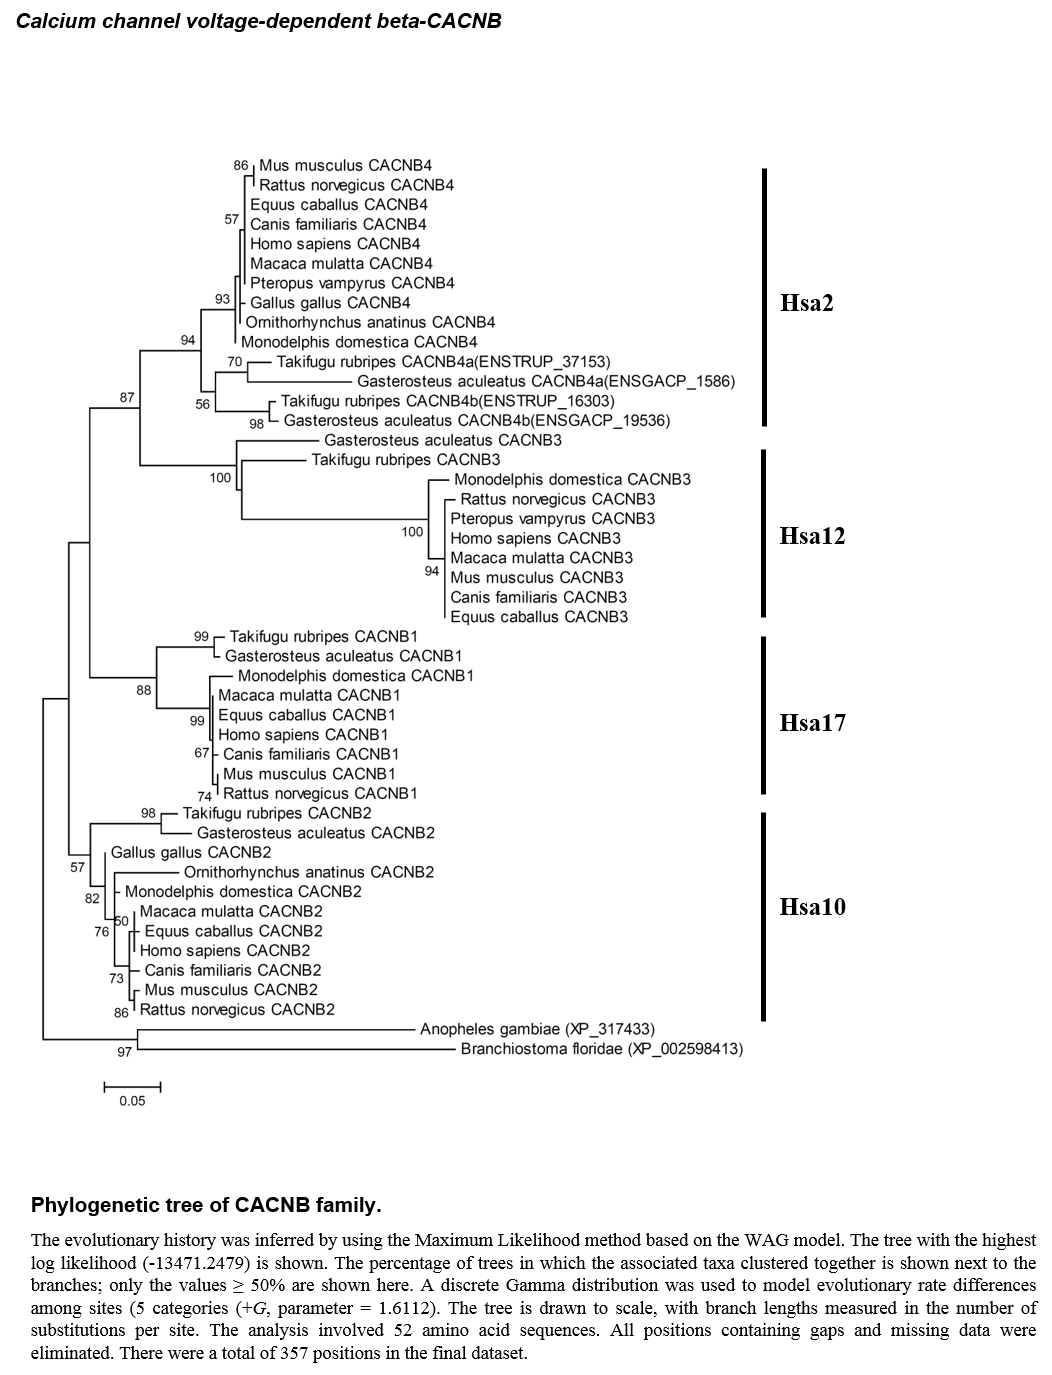 Calcium channel voltage-dependent beta-CACNB
86
Mus musculus CACNB4
Rattus norvegicus CACNB4
Equus caballus CACNB4
57
Canis familiaris CACNB4
Homo sapiens CACNB4
Macaca mulatta CACNB4
Pteropus vampyrus CACNB4
93
Gallus gallus CACNB4
Hsa2
Ornithorhynchus anatinus CACNB4
94
Monodelphis domestica CACNB4
70
Takifugu rubripes CACNB4a(ENSTRUP_37153)
Gasterosteus aculeatus CACNB4a(ENSGACP_1586)
87
56
Takifugu rubripes CACNB4b(ENSTRUP_16303)
98
Gasterosteus aculeatus CACNB4b(ENSGACP_19536)
Gasterosteus aculeatus CACNB3
Takifugu rubripes CACNB3
100
Monodelphis domestica CACNB3
Rattus norvegicus CACNB3
Pteropus vampyrus CACNB3
100
Homo sapiens CACNB3
Hsa12
Macaca mulatta CACNB3
94
Mus musculus CACNB3
Canis familiaris CACNB3
Equus caballus CACNB3
99
Takifugu rubripes CACNB1
Gasterosteus aculeatus CACNB1
Monodelphis domestica CACNB1
88
Macaca mulatta CACNB1
99
Equus caballus CACNB1
Hsa17
Homo sapiens CACNB1
67
Canis familiaris CACNB1
Mus musculus CACNB1
74
Rattus norvegicus CACNB1
98
Takifugu rubripes CACNB2
Gasterosteus aculeatus CACNB2
Gallus gallus CACNB2
57
Ornithorhynchus anatinus CACNB2
Monodelphis domestica CACNB2
82
Macaca mulatta CACNB2
Hsa10
50
76
Equus caballus CACNB2
Homo sapiens CACNB2
Canis familiaris CACNB2
73
Mus musculus CACNB2
86
Rattus norvegicus CACNB2
Anopheles gambiae (XP_317433)
97
Branchiostoma floridae (XP_002598413)
0.05
Phylogenetic tree of CACNB family.
The evolutionary history was inferred by using the Maximum Likelihood method based on the WAG model. The tree with the highest
log likelihood (-13471.2479) is shown. The percentage of trees in which the associated taxa clustered together is shown next to the
branches; only the values ≥ 50% are shown here. A discrete Gamma distribution was used to model evolutionary rate differences
among sites (5 categories (+G, parameter = 1.6112). The tree is drawn to scale, with branch lengths measured in the number of
substitutions per site. The analysis involved 52 amino acid sequences. All positions containing gaps and missing data were
eliminated. There were a total of 357 positions in the final dataset.